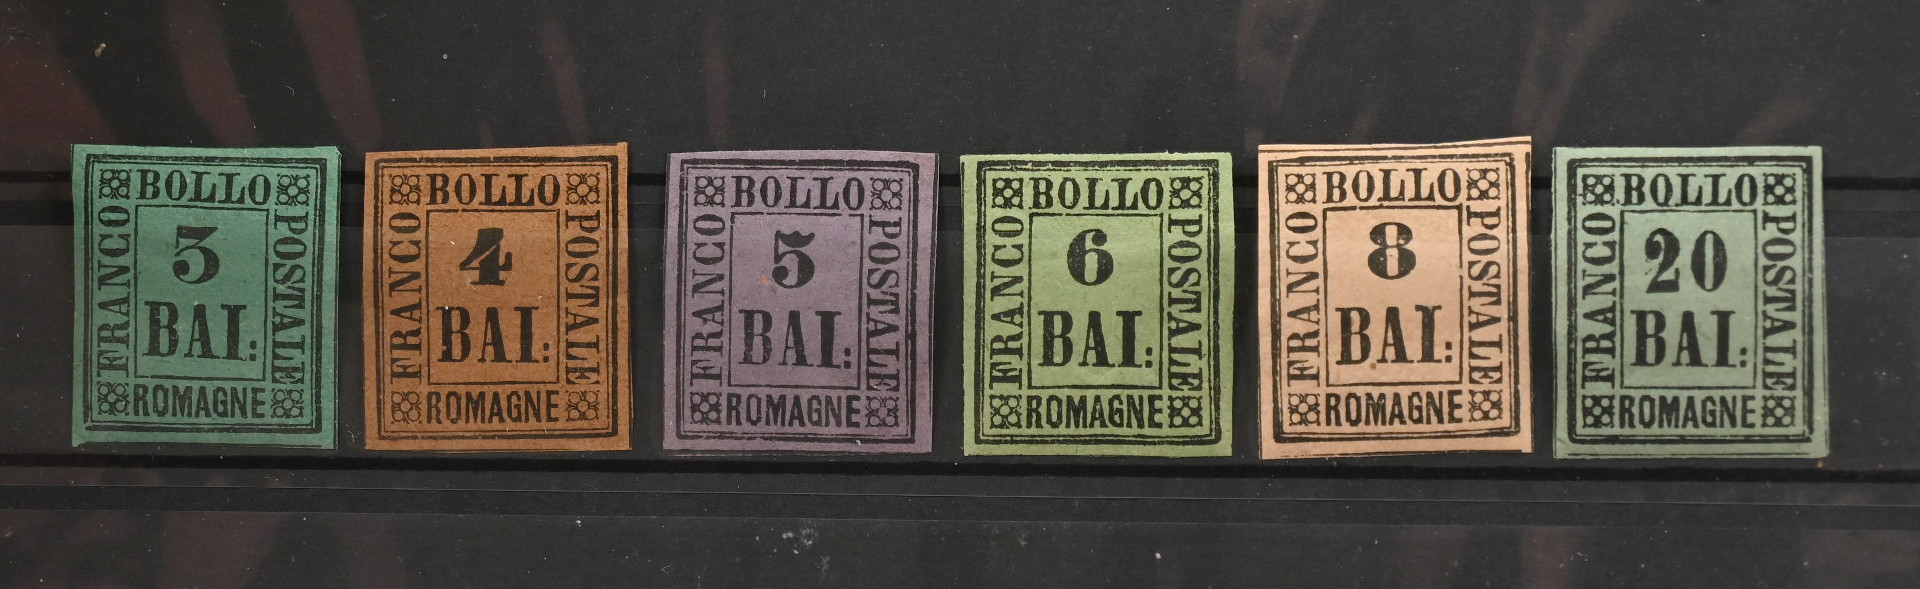 BOLLO
FRANCO
POSTALE
3
BAI:
ROMAGNE
BOLLO
FRANCO
POSTALE
4
BAI:
ROMAGNE
BOLLO
FRANCO
POSTALE
5
BAI:
ROMAGNE
BOLLO
FRANCO
POSTALE
6
BAI:
ROMAGNE
BOLLO
FRANCO
POSTALE
8
BAI:
ROMAGNE
BOLLO
FRANCO
POSTALE
20
BAI:
ROMAGNE